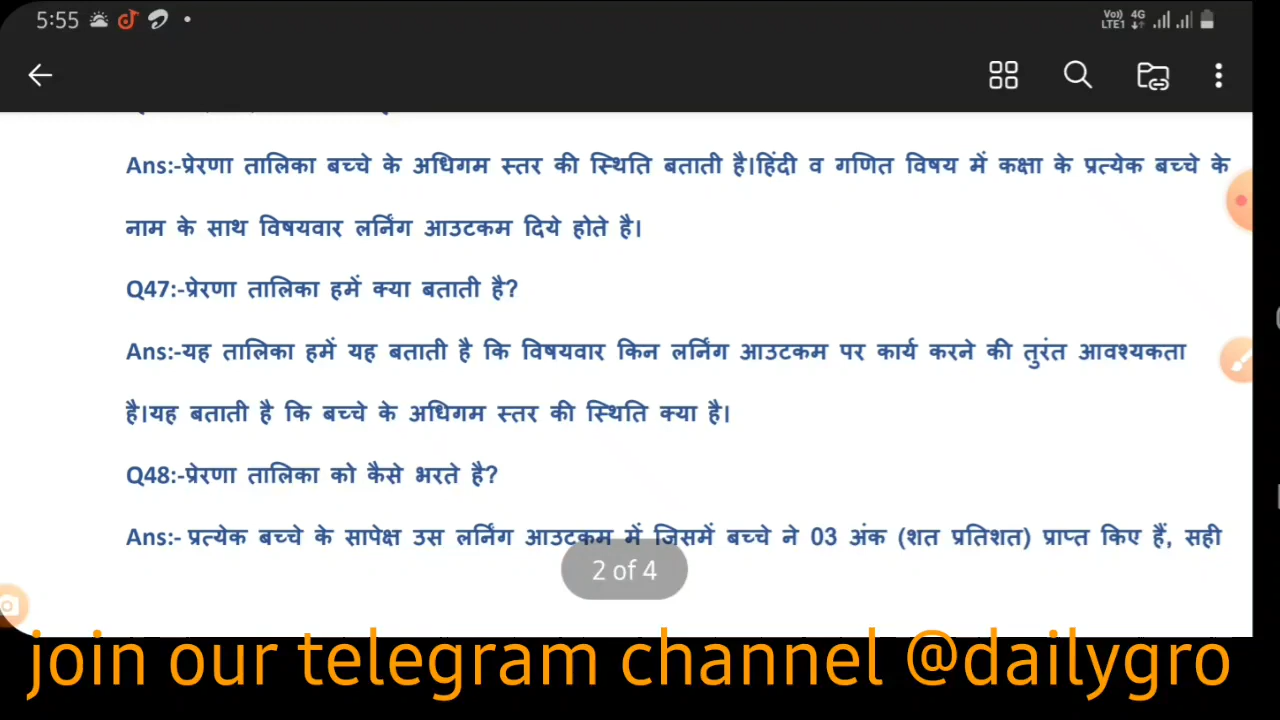 5:55
Vo)) 4G
LTE1
Ans:-प्रेरणा तालिका बच्चे के अधिगम स्तर की स्थिति बताती है।हिंदी व गणित विषय में कक्षा के प्रत्येक बच्चे के
नाम के साथ विषयवार लर्निंग आउटकम दिये होते है।
Q47:-प्रेरणा तालिका हमें क्या बताती है?
Ans:-यह तालिका हमें यह बताती है कि विषयवार किन लर्निंग आउटकम पर कार्य करने की तुरंत आवश्यकता
है।यह बताती है कि बच्चे के अधिगम स्तर की स्थिति क्या है।
Q48:-प्रेरणा तालिका को कैसे भरते है?
Ans:- प्रत्येक बच्चे के सापेक्ष उस लर्निंग आउटकम में जिसमें बच्चे ने 03 अंक (शत प्रतिशत) प्राप्त किए हैं, सही
2 of 4
join our telegram channel @dailygro